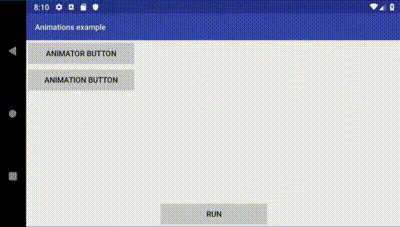 8:10
Animations example
ANIMATOR BUTTON
ANIMATION BUTTON
RUN